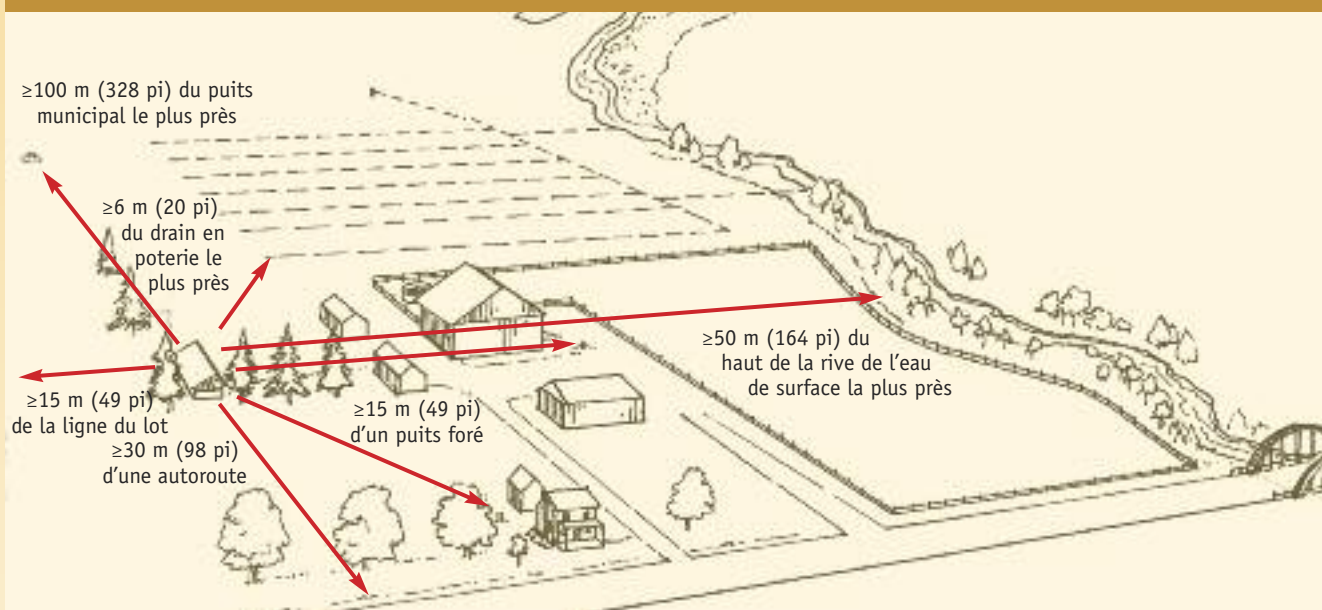 ≥100 m (328 pi) du puits
municipal le plus près
≥6 m (20 pi)
du drain en
poterie le
plus près
≥50 m (164 pi) du
haut de la rive de l'eau
de surface la plus près
≥15 m (49 pi)
de la ligne du lot
≥15 m (49 pi)
d'un puits foré
≥30 m (98 pi)
d'une autoroute